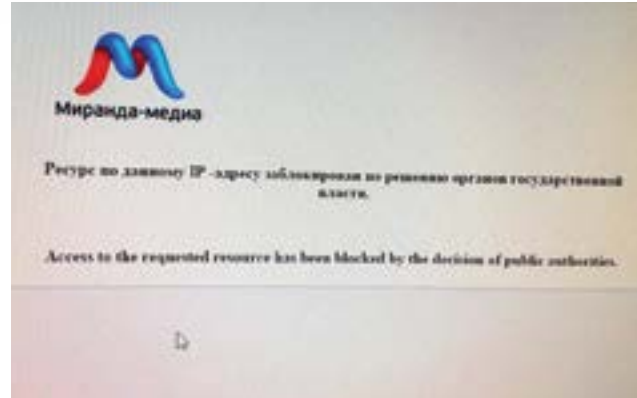 Миранда-медиа
Ресурс по данному IP -адресу заблокирован по решению органов государственной
власти.
Access to the requested resource has been blocked by the decision of public authorities.